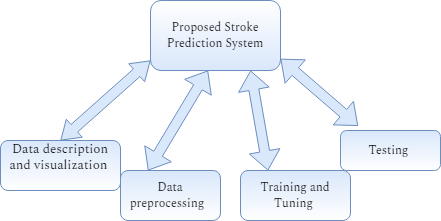 Proposed Stroke
Prediction System
Data description
and visualization
Data
preprocessing
Training and
Tuning
Testing